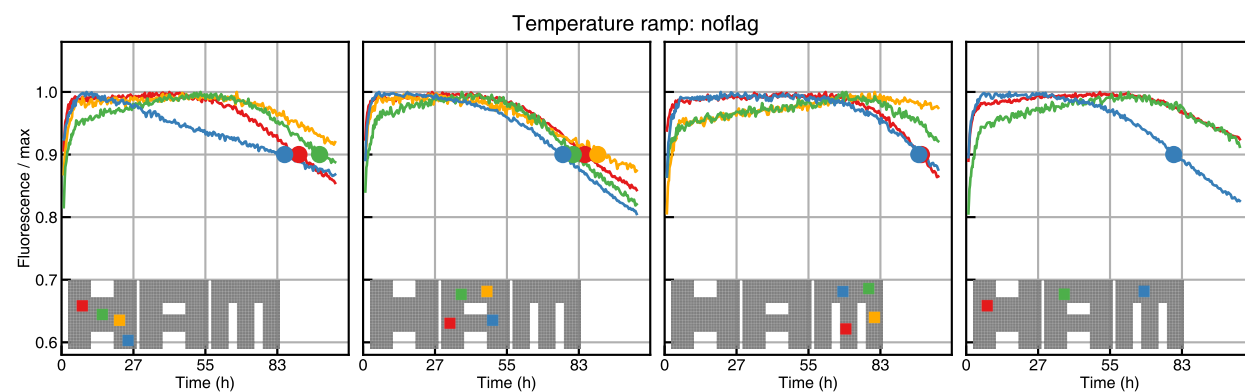 Temperature ramp: noflag
Fluorescence / max
1.0
0.9
0.8
0.7
0.6
0 27 55 83
0 27 55 83
0 27 55 83
0 27 55 83
Time (h) Time (h) Time (h) Time (h)